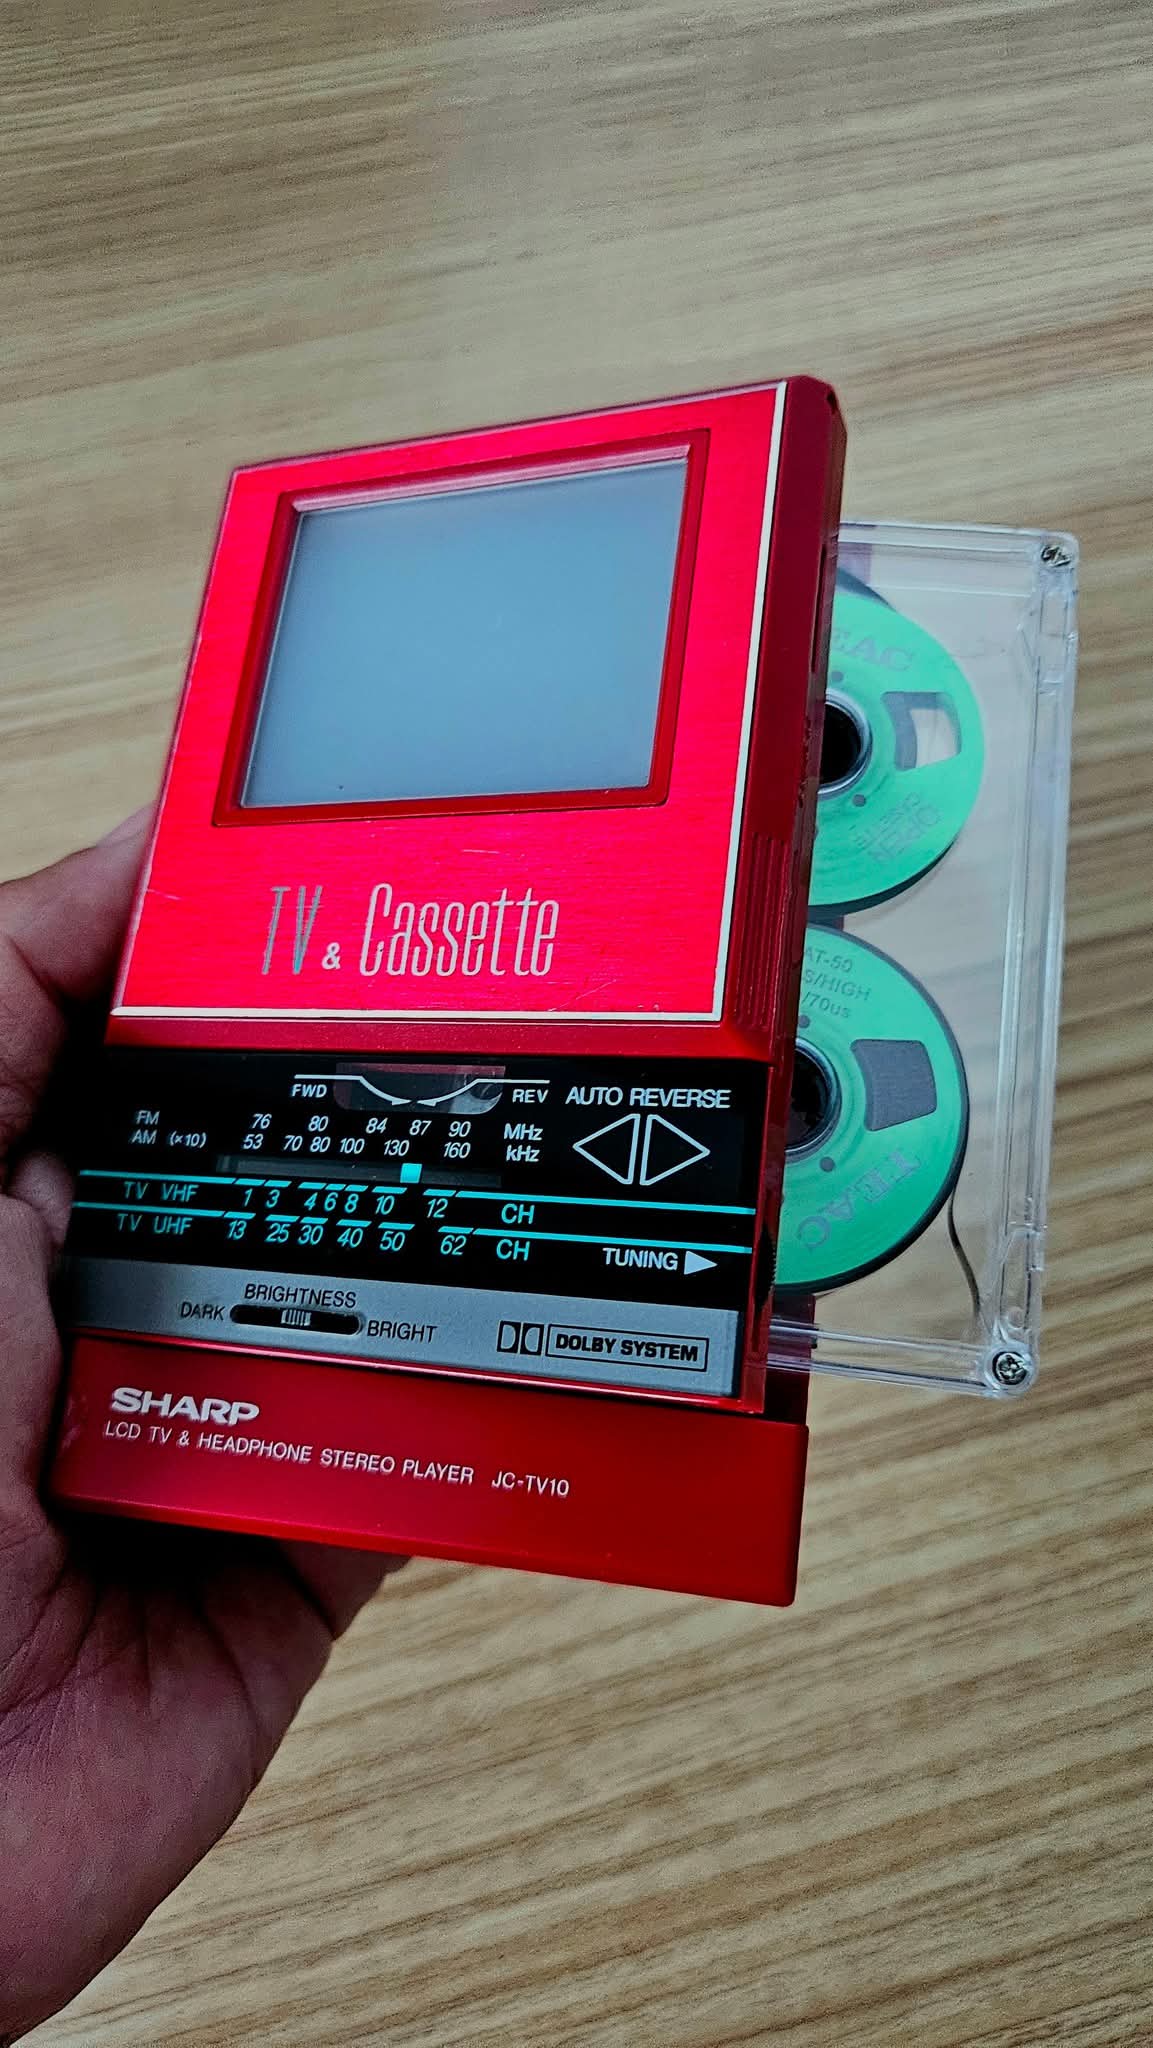 TV & Cassette
FWD
REV
AUTO REVERSE
FM 76 80 84 87 90 MHz
AM (×10) 53 70 80 100 130 160 kHz
TV VHF 1 3 4 6 8 10 12 CH
TV UHF 13 25 30 40 50 62 CH
TUNING
BRIGHTNESS
DARK
BRIGHT
DOLBY SYSTEM
SHARP
LCD TV & HEADPHONE STEREO PLAYER JC-TV10
OPEN
/70us
TEAC